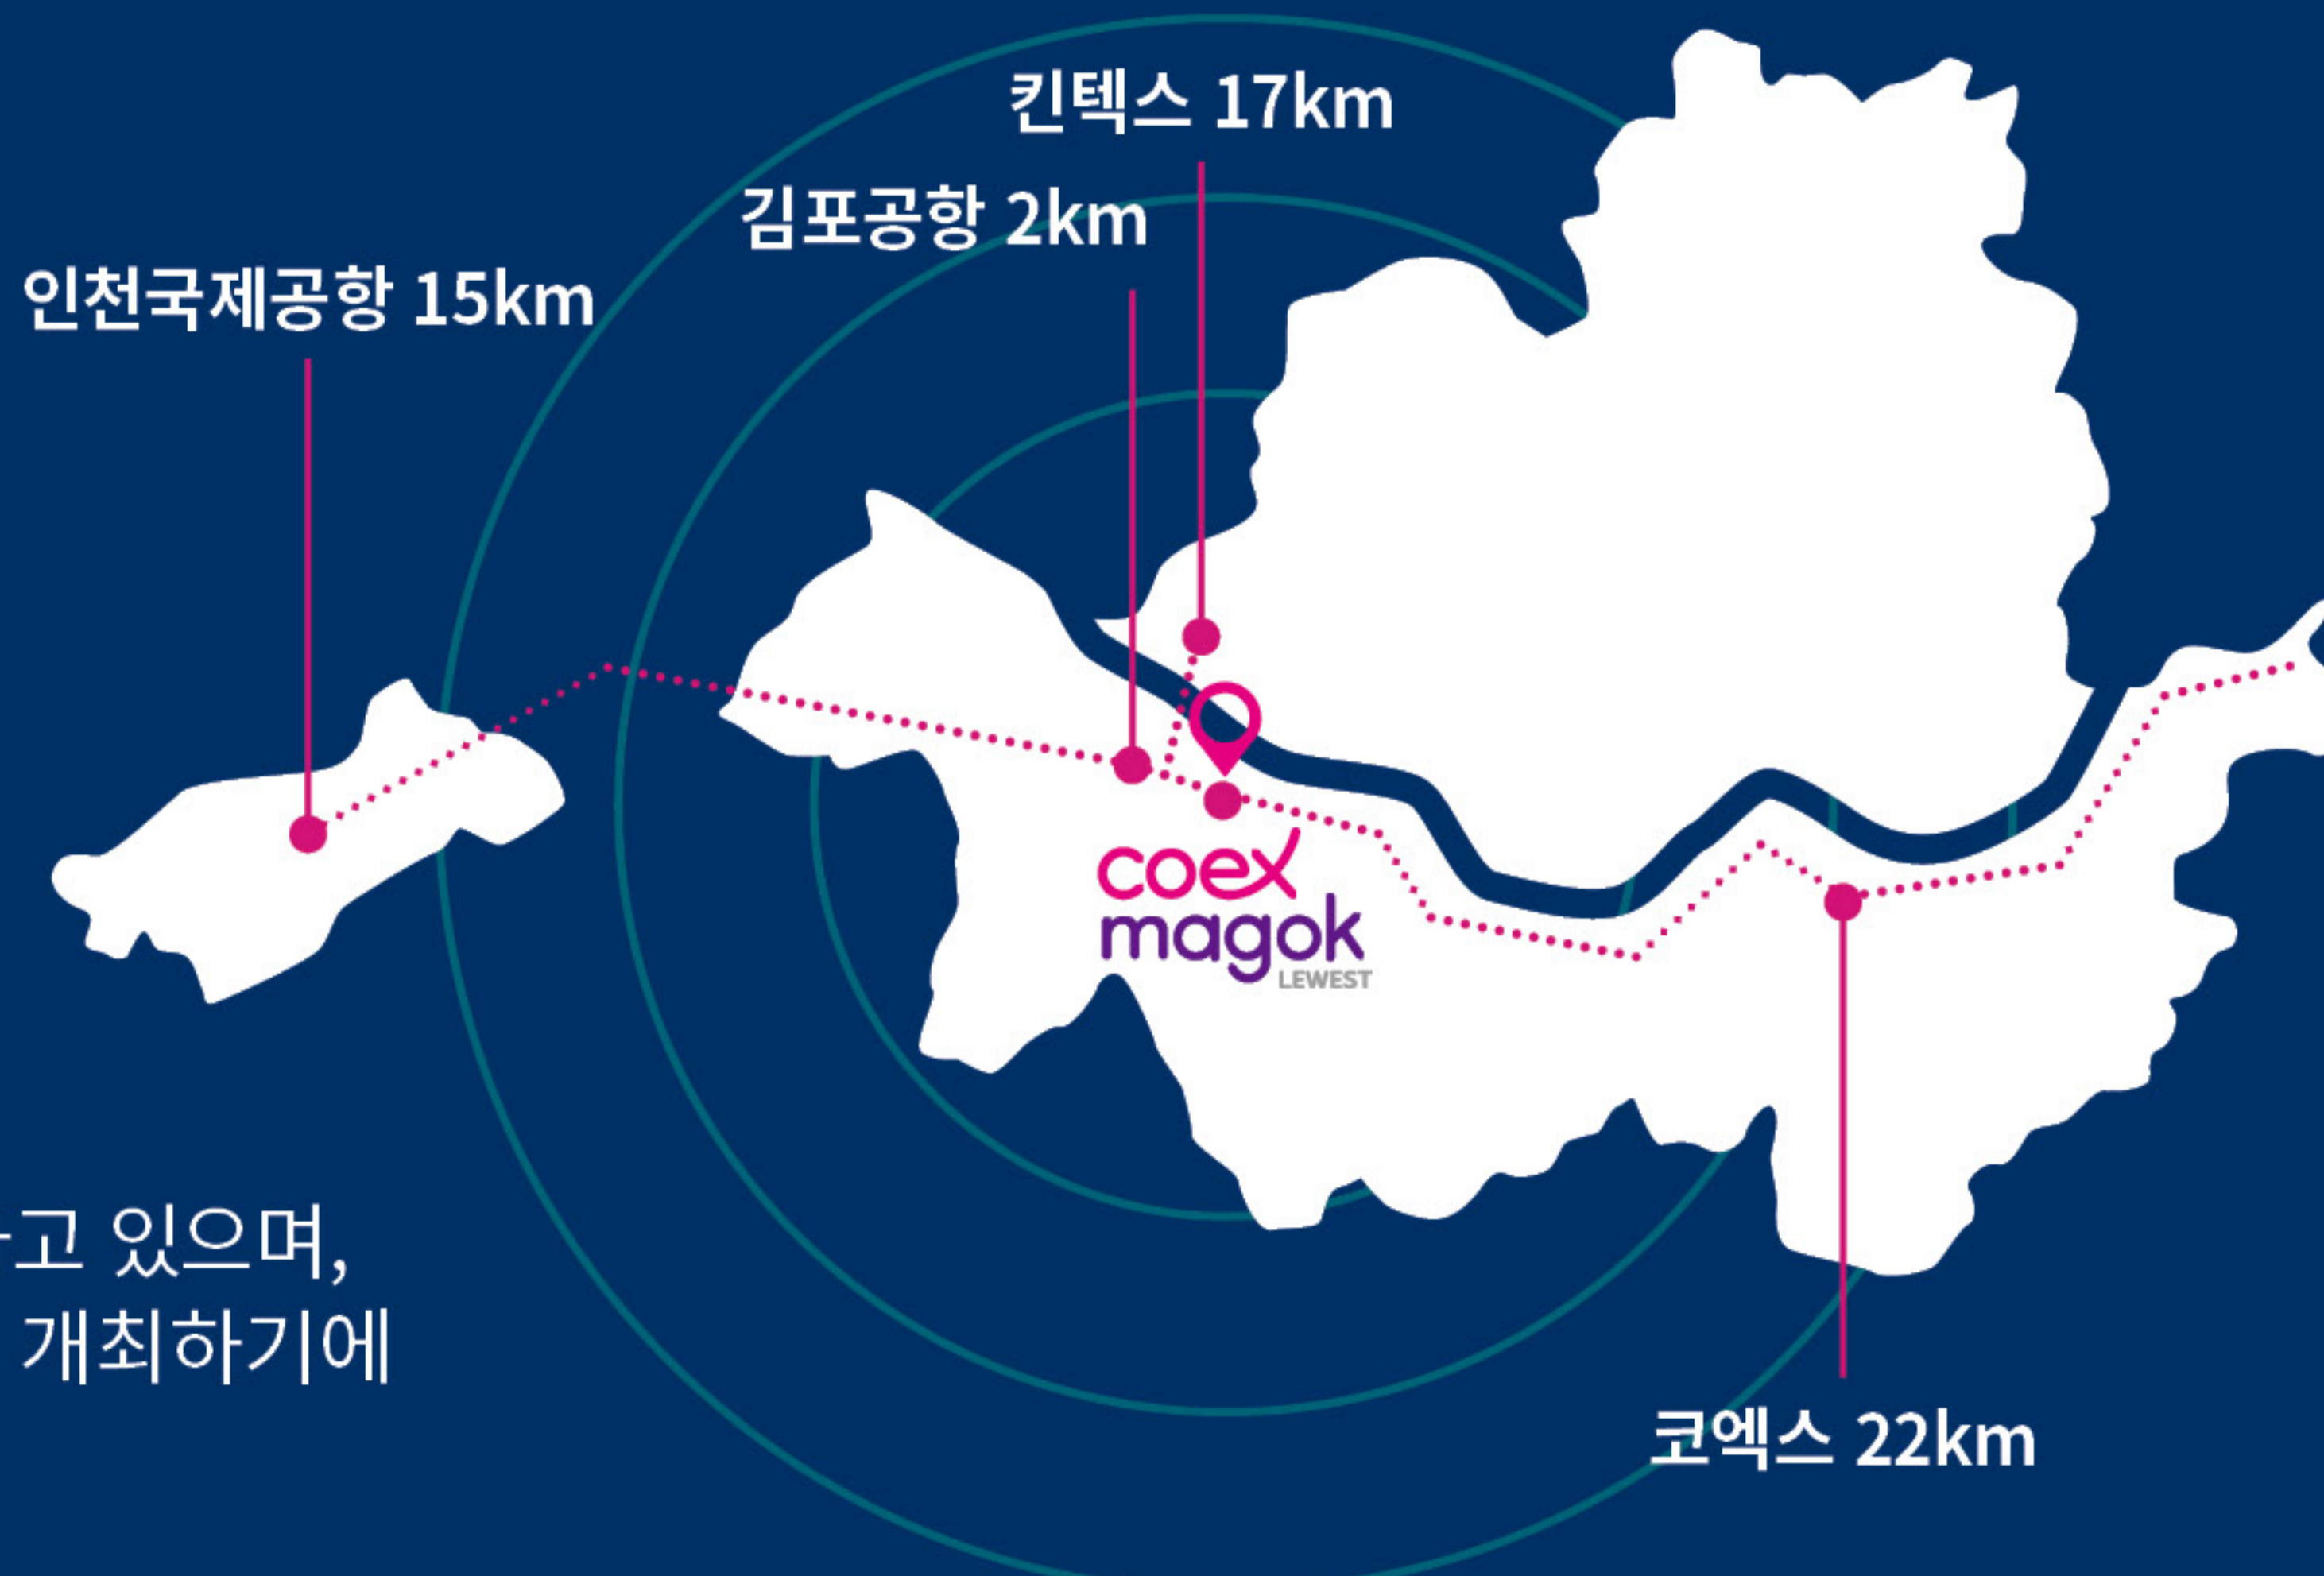 킨텍스 17km
김포공항 2km
인천국제공항 15km
coex
magok
LEWEST
고 있으며,
개최하기에
코엑스 22km